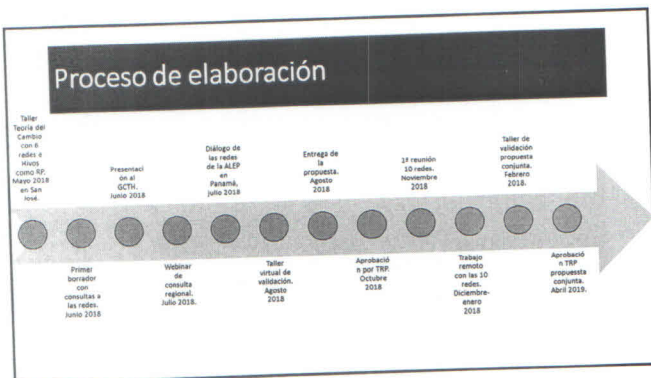 Proceso de elaboración
Taller
Teoría del
Cambio
con 6
redes e
Hivos
como RP.
Mayo 2018
en San
José.
Primer
borrador
con
consultas a
las redes.
Junio 2018
Presentaci
ón al
GCTH.
Junio 2018
Webinar
de
consulta
regional.
Julio 2018.
Diálogo de
las redes
de la ALEP
en
Panamá,
julio 2018
Taller
virtual de
validación.
Agosto
2018
Entrega de
la
propuesta.
Agosto
2018
Aprobació
n por TRP.
Octubre
2018
1ª reunión
10 redes.
Noviembre
2018
Trabajo
remoto
con las 10
redes.
Diciembre-
enero
2018
Taller de
validación
propuesta
conjunta.
Febrero
2018.
Aprobació
n TRP
propuessta
conjunta.
Abril 2019.